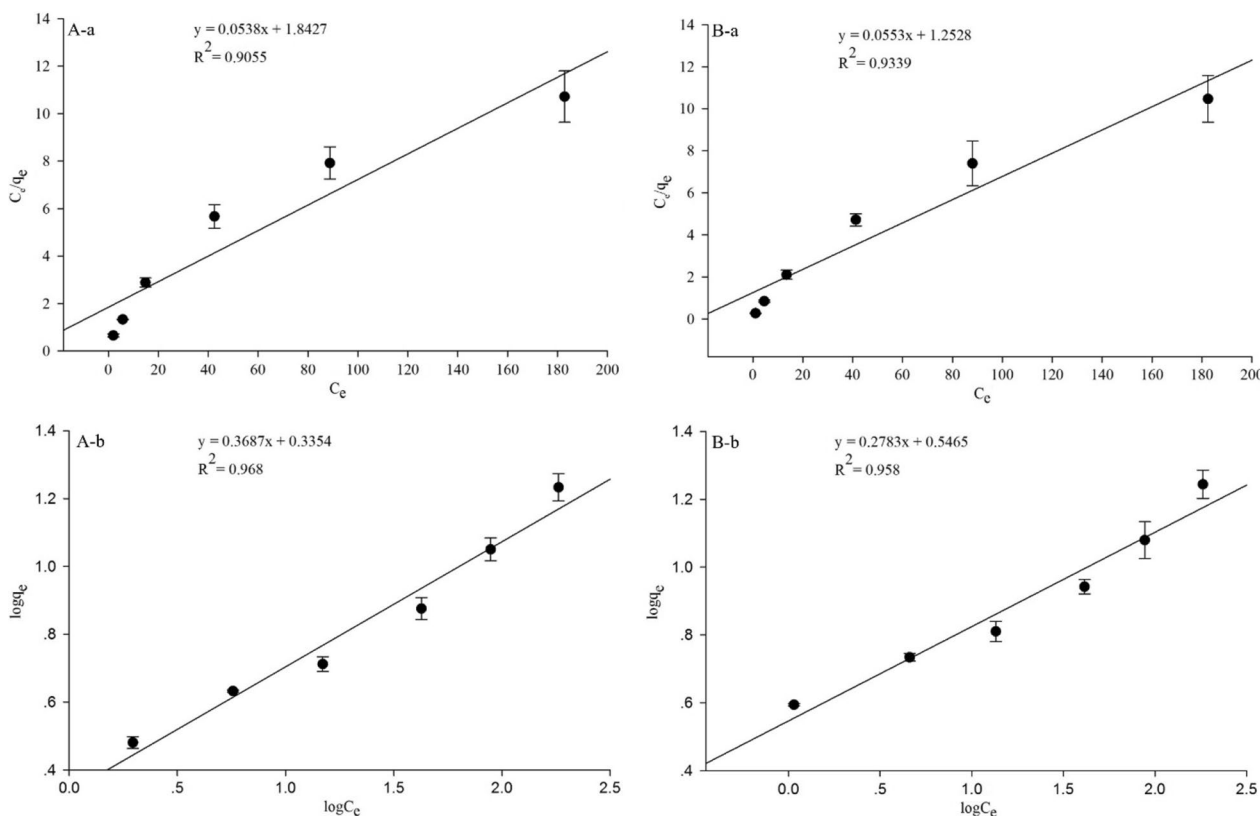 A-a
y = 0.0538x + 1.8427
R² = 0.9055
14
12
10
8
6
4
2
0
Ce/qe
0 20 40 60 80 100 120 140 160 180 200
Ce
B-a
y = 0.0553x + 1.2528
R² = 0.9339
14
12
10
8
6
4
2
0
Ce/qe
0 20 40 60 80 100 120 140 160 180 200
Ce
A-b
y = 0.3687x + 0.3354
R² = 0.968
1.4
1.2
1.0
.8
.6
.4
logqe
0.0 .5 1.0 1.5 2.0 2.5
logCe
B-b
y = 0.2783x + 0.5465
R² = 0.958
1.4
1.2
1.0
.8
.6
.4
logqe
0.0 .5 1.0 1.5 2.0 2.5
logCe